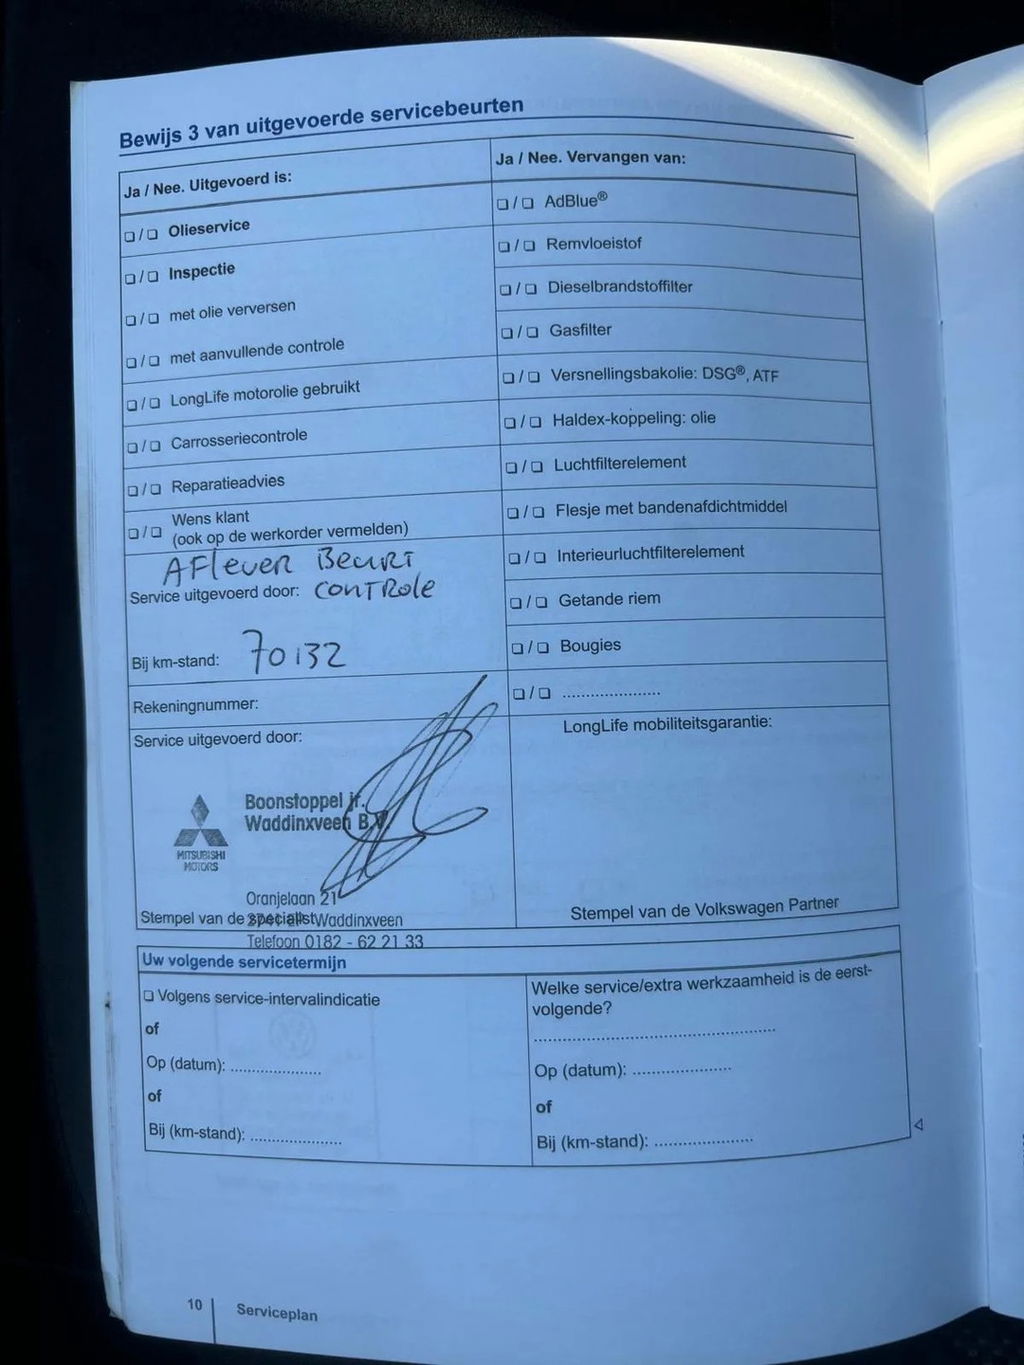 Bewijs 3 van uitgevoerde servicebeurten
Ja / Nee. Uitgevoerd is:
❑ / ❑ Olieservice
❑ / ❑ Inspectie
❑ / ❑ met olie verversen
❑ / ❑ met aanvullende controle
❑ / ❑ LongLife motorolie gebruikt
❑ / ❑ Carrosseriecontrole
❑ / ❑ Reparatieadvies
❑ / ❑ Wens klant
(ook op de werkorder vermelden)
AFlever Beurt
Service uitgevoerd door: CONTROle
Bij km-stand: 70132
Rekeningnummer:
Service uitgevoerd door:
MITSUBISHI
MOTORS
Boonstoppel jr.
Waddinxveen B.V.
Oranjelaan 21
Stempel van de specialist Waddinxveen
Telefoon 0182 - 62 21 33
Ja / Nee. Vervangen van:
❑ / ❑ AdBlue®
❑ / ❑ Remvloeistof
❑ / ❑ Dieselbrandstoffilter
❑ / ❑ Gasfilter
❑ / ❑ Versnellingsbakolie: DSG®, ATF
❑ / ❑ Haldex-koppeling: olie
❑ / ❑ Luchtfilterelement
❑ / ❑ Flesje met bandenafdichtmiddel
❑ / ❑ Interieurluchtfilterelement
❑ / ❑ Getande riem
❑ / ❑ Bougies
❑ / ❑ .....................
LongLife mobiliteitsgarantie:
Stempel van de Volkswagen Partner
Uw volgende servicetermijn
❑ Volgens service-intervalindicatie
of
Op (datum): ...................
of
Bij (km-stand): ...................
Welke service/extra werkzaamheid is de eerst-
volgende?
..................................................
Op (datum): ....................
of
Bij (km-stand): ....................
10 Serviceplan